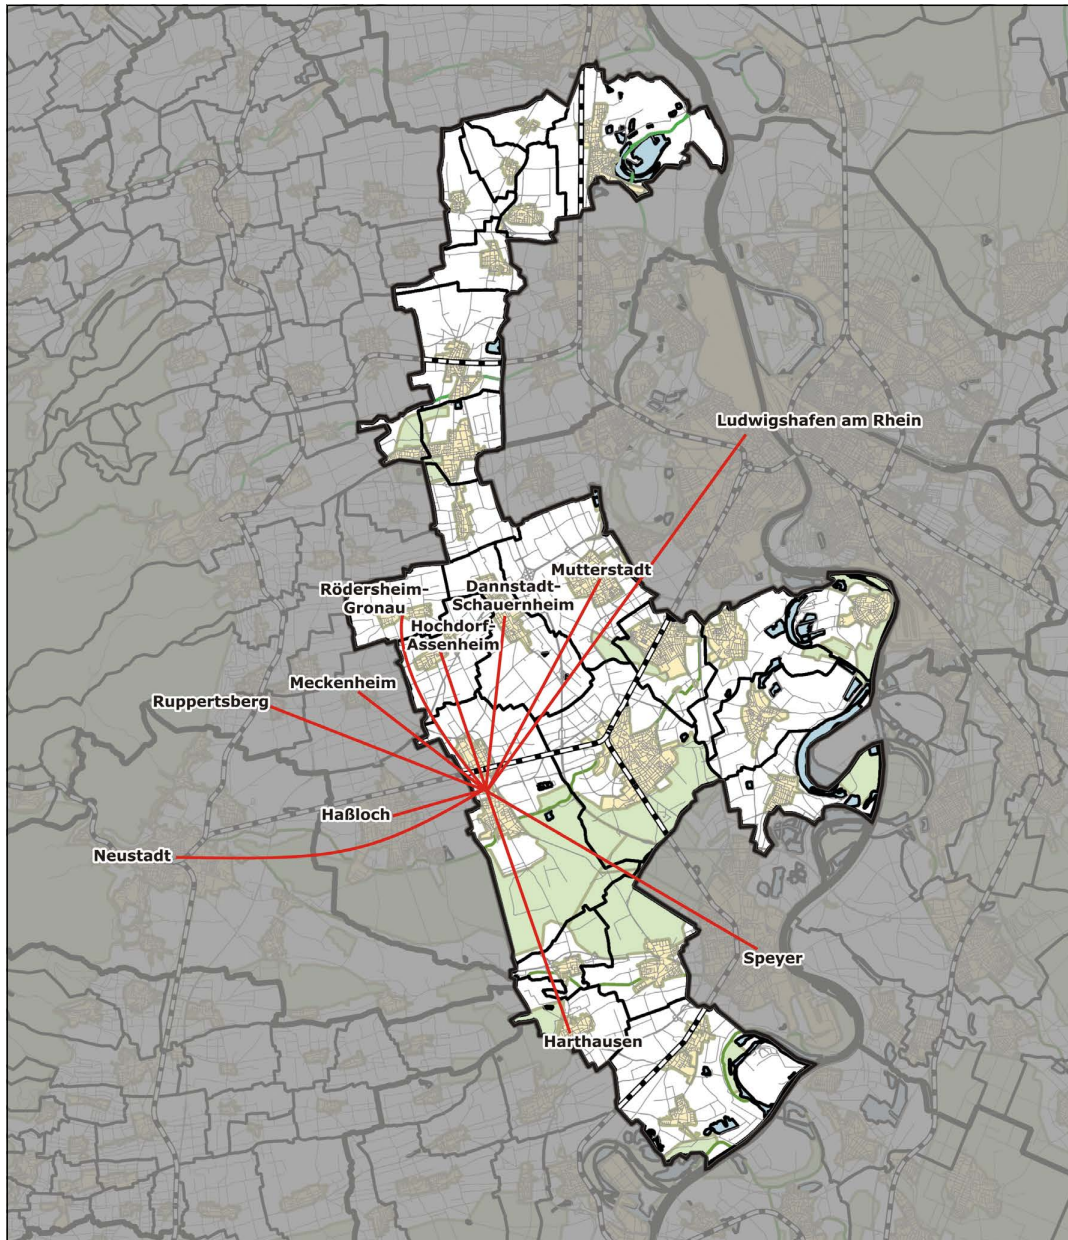 Ludwigshafen am Rhein
Mutterstadt
Dannstadt-
Schauernheim
Rödersheim-
Gronau
Hochdorf-
Assenheim
Meckenheim
Ruppertsberg
Haßloch
Neustadt
Speyer
Harthausen